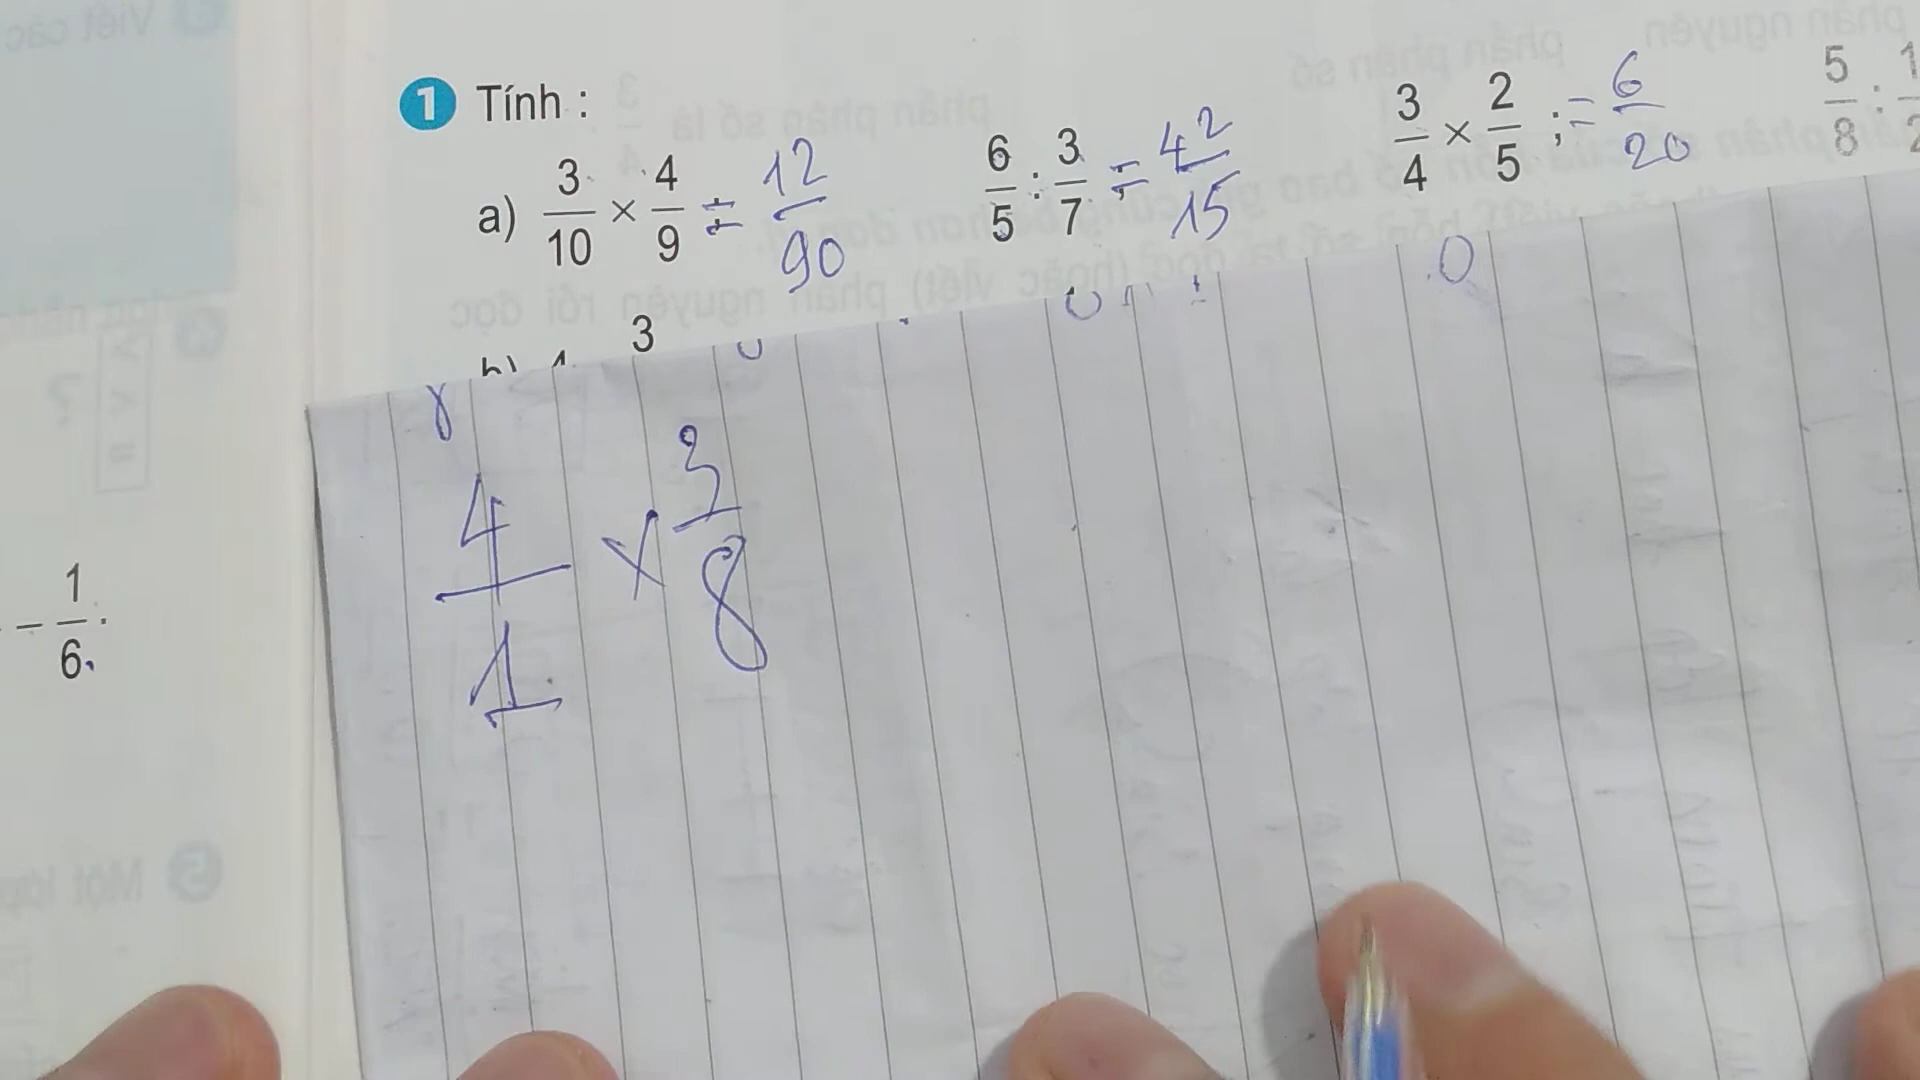 1 Tính :
a) 3/10 × 4/9 ; = 12/90   6/5 : 3/7 ; = 42/15   3/4 × 2/5 ; = 6/20   5/8 :
3
4/1 × 3/8
- 1/6.